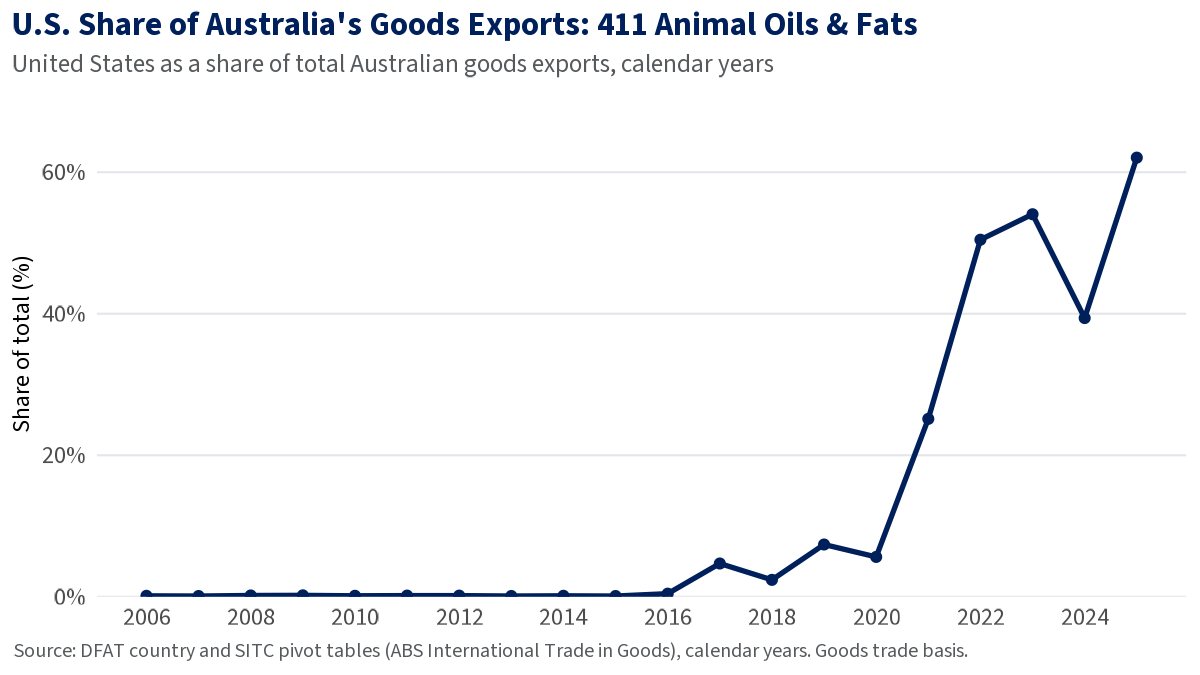 U.S. Share of Australia's Goods Exports: 411 Animal Oils & Fats
United States as a share of total Australian goods exports, calendar years
Share of total (%)
60%
40%
20%
0%
2006 2008 2010 2012 2014 2016 2018 2020 2022 2024
Source: DFAT country and SITC pivot tables (ABS International Trade in Goods), calendar years. Goods trade basis.